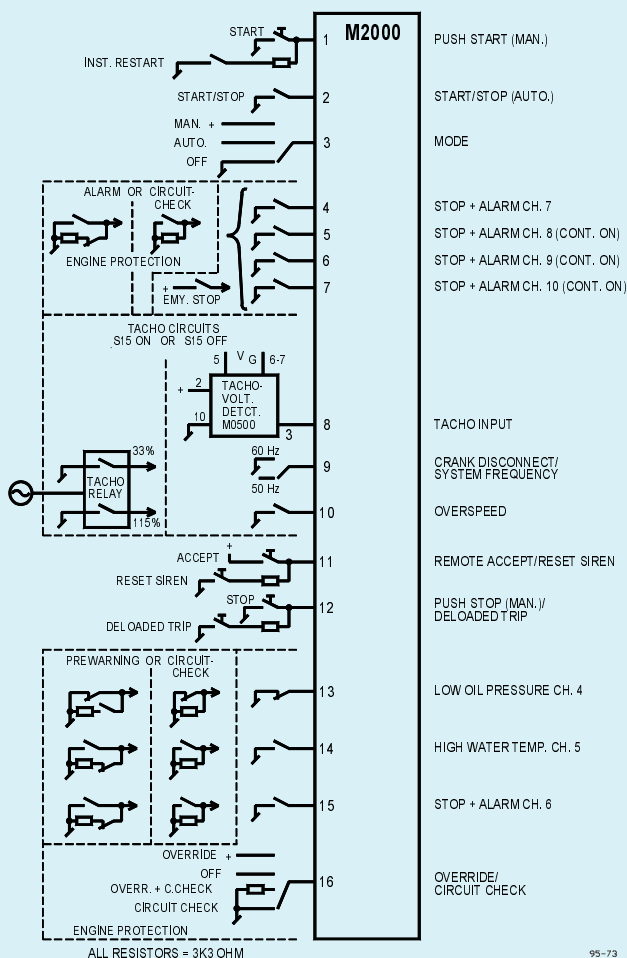 START
1
M2000
PUSH START (MAN.)
INST. RESTART
START/STOP
2
START/STOP (AUTO.)
MAN. +
AUTO.
3
MODE
OFF
ALARM OR CIRCUIT-
CHECK
4
STOP + ALARM CH. 7
5
STOP + ALARM CH. 8 (CONT. ON)
ENGINE PROTECTION
6
STOP + ALARM CH. 9 (CONT. ON)
+
7
STOP + ALARM CH. 10 (CONT. ON)
EMY. STOP
TACHO CIRCUITS
S15 ON OR S15 OFF
5 V G 6-7
+ 2
TACHO-
VOLT.
DETCT.
M0500
10
3
8
TACHO INPUT
33%
60 Hz
9
CRANK DISCONNECT/
SYSTEM FREQUENCY
TACHO
RELAY
50 Hz
10
OVERSPEED
115%
+
ACCEPT
11
REMOTE ACCEPT/RESET SIREN
RESET SIREN
STOP
12
PUSH STOP (MAN.)/
DELOADED TRIP
DELOADED TRIP
PREWARNING OR CIRCUIT-
CHECK
13
LOW OIL PRESSURE CH. 4
14
HIGH WATER TEMP. CH. 5
15
STOP + ALARM CH. 6
OVERRIDE +
OFF
16
OVERRIDE/
CIRCUIT CHECK
OVERR. + C.CHECK
CIRCUIT CHECK
ENGINE PROTECTION
ALL RESISTORS = 3K3 OHM
95-73